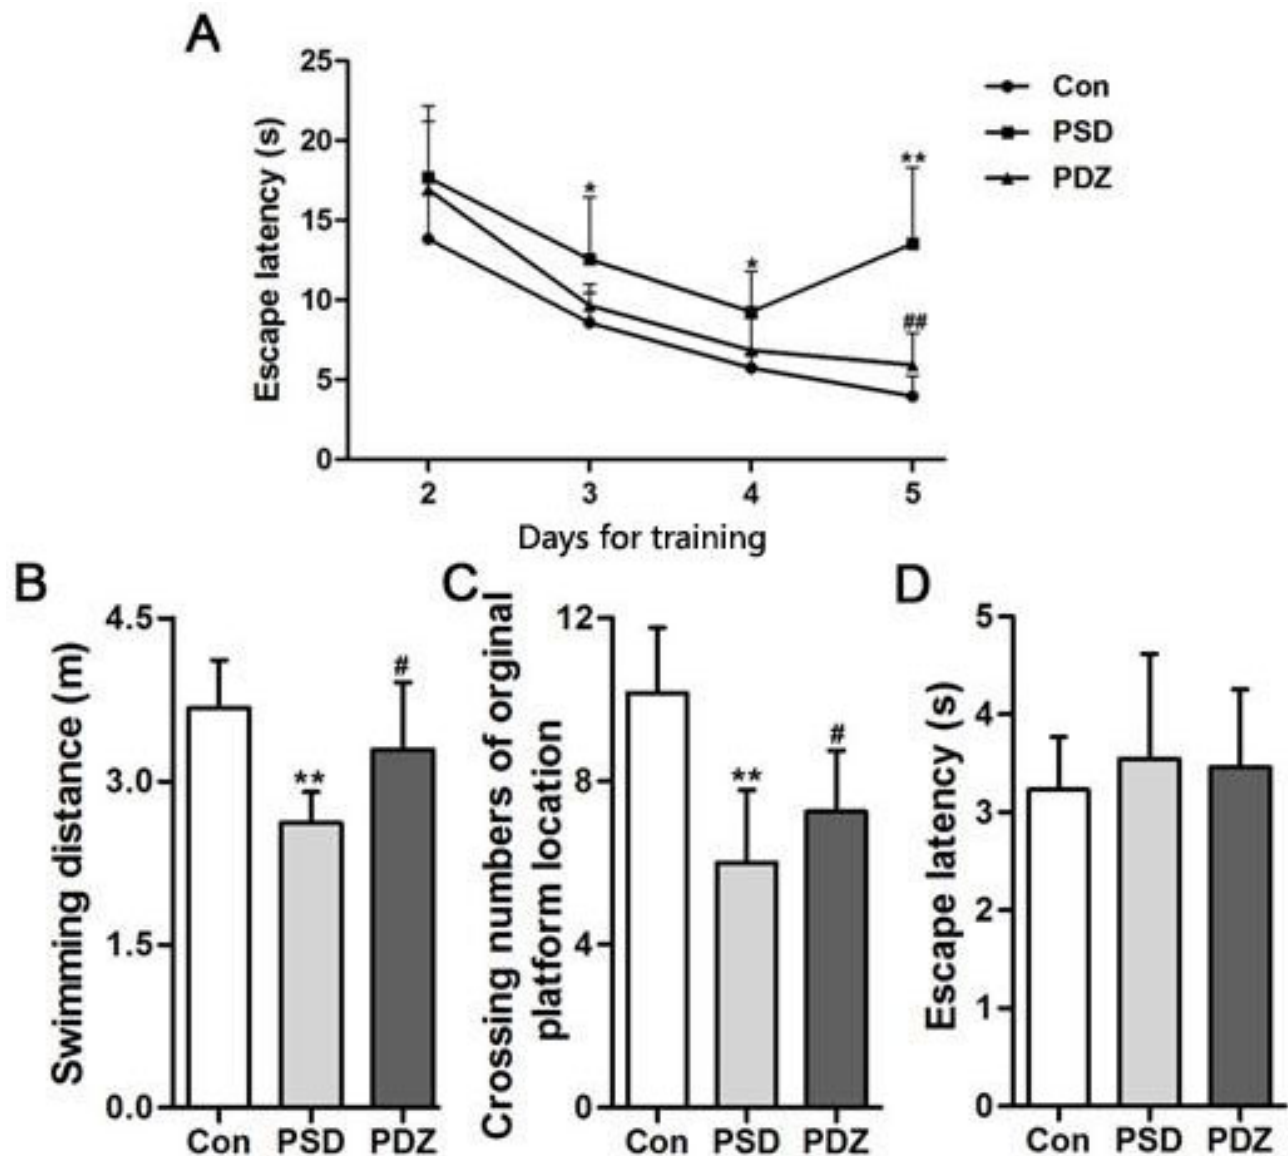 A
25
20
15
10
5
0
Escape latency (s)
*
*
**
##
Con
PSD
PDZ
2 3 4 5
Days for training
B
4.5
3.0
1.5
0.0
Swimming distance (m)
**
#
Con PSD PDZ
C
12
8
4
0
Crossing numbers of orginal
platform location
**
#
Con PSD PDZ
D
5
4
3
2
1
0
Escape latency (s)
Con PSD PDZ